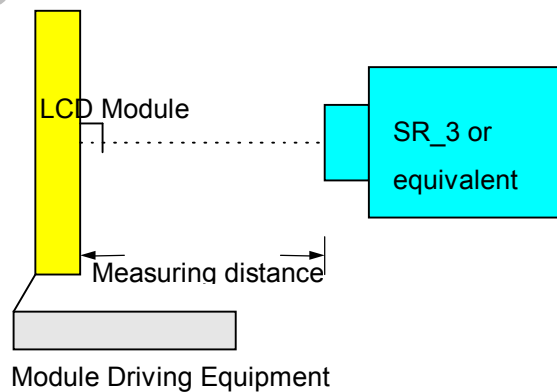 LCD Module
SR_3 or
equivalent
Measuring distance
Module Driving Equipment